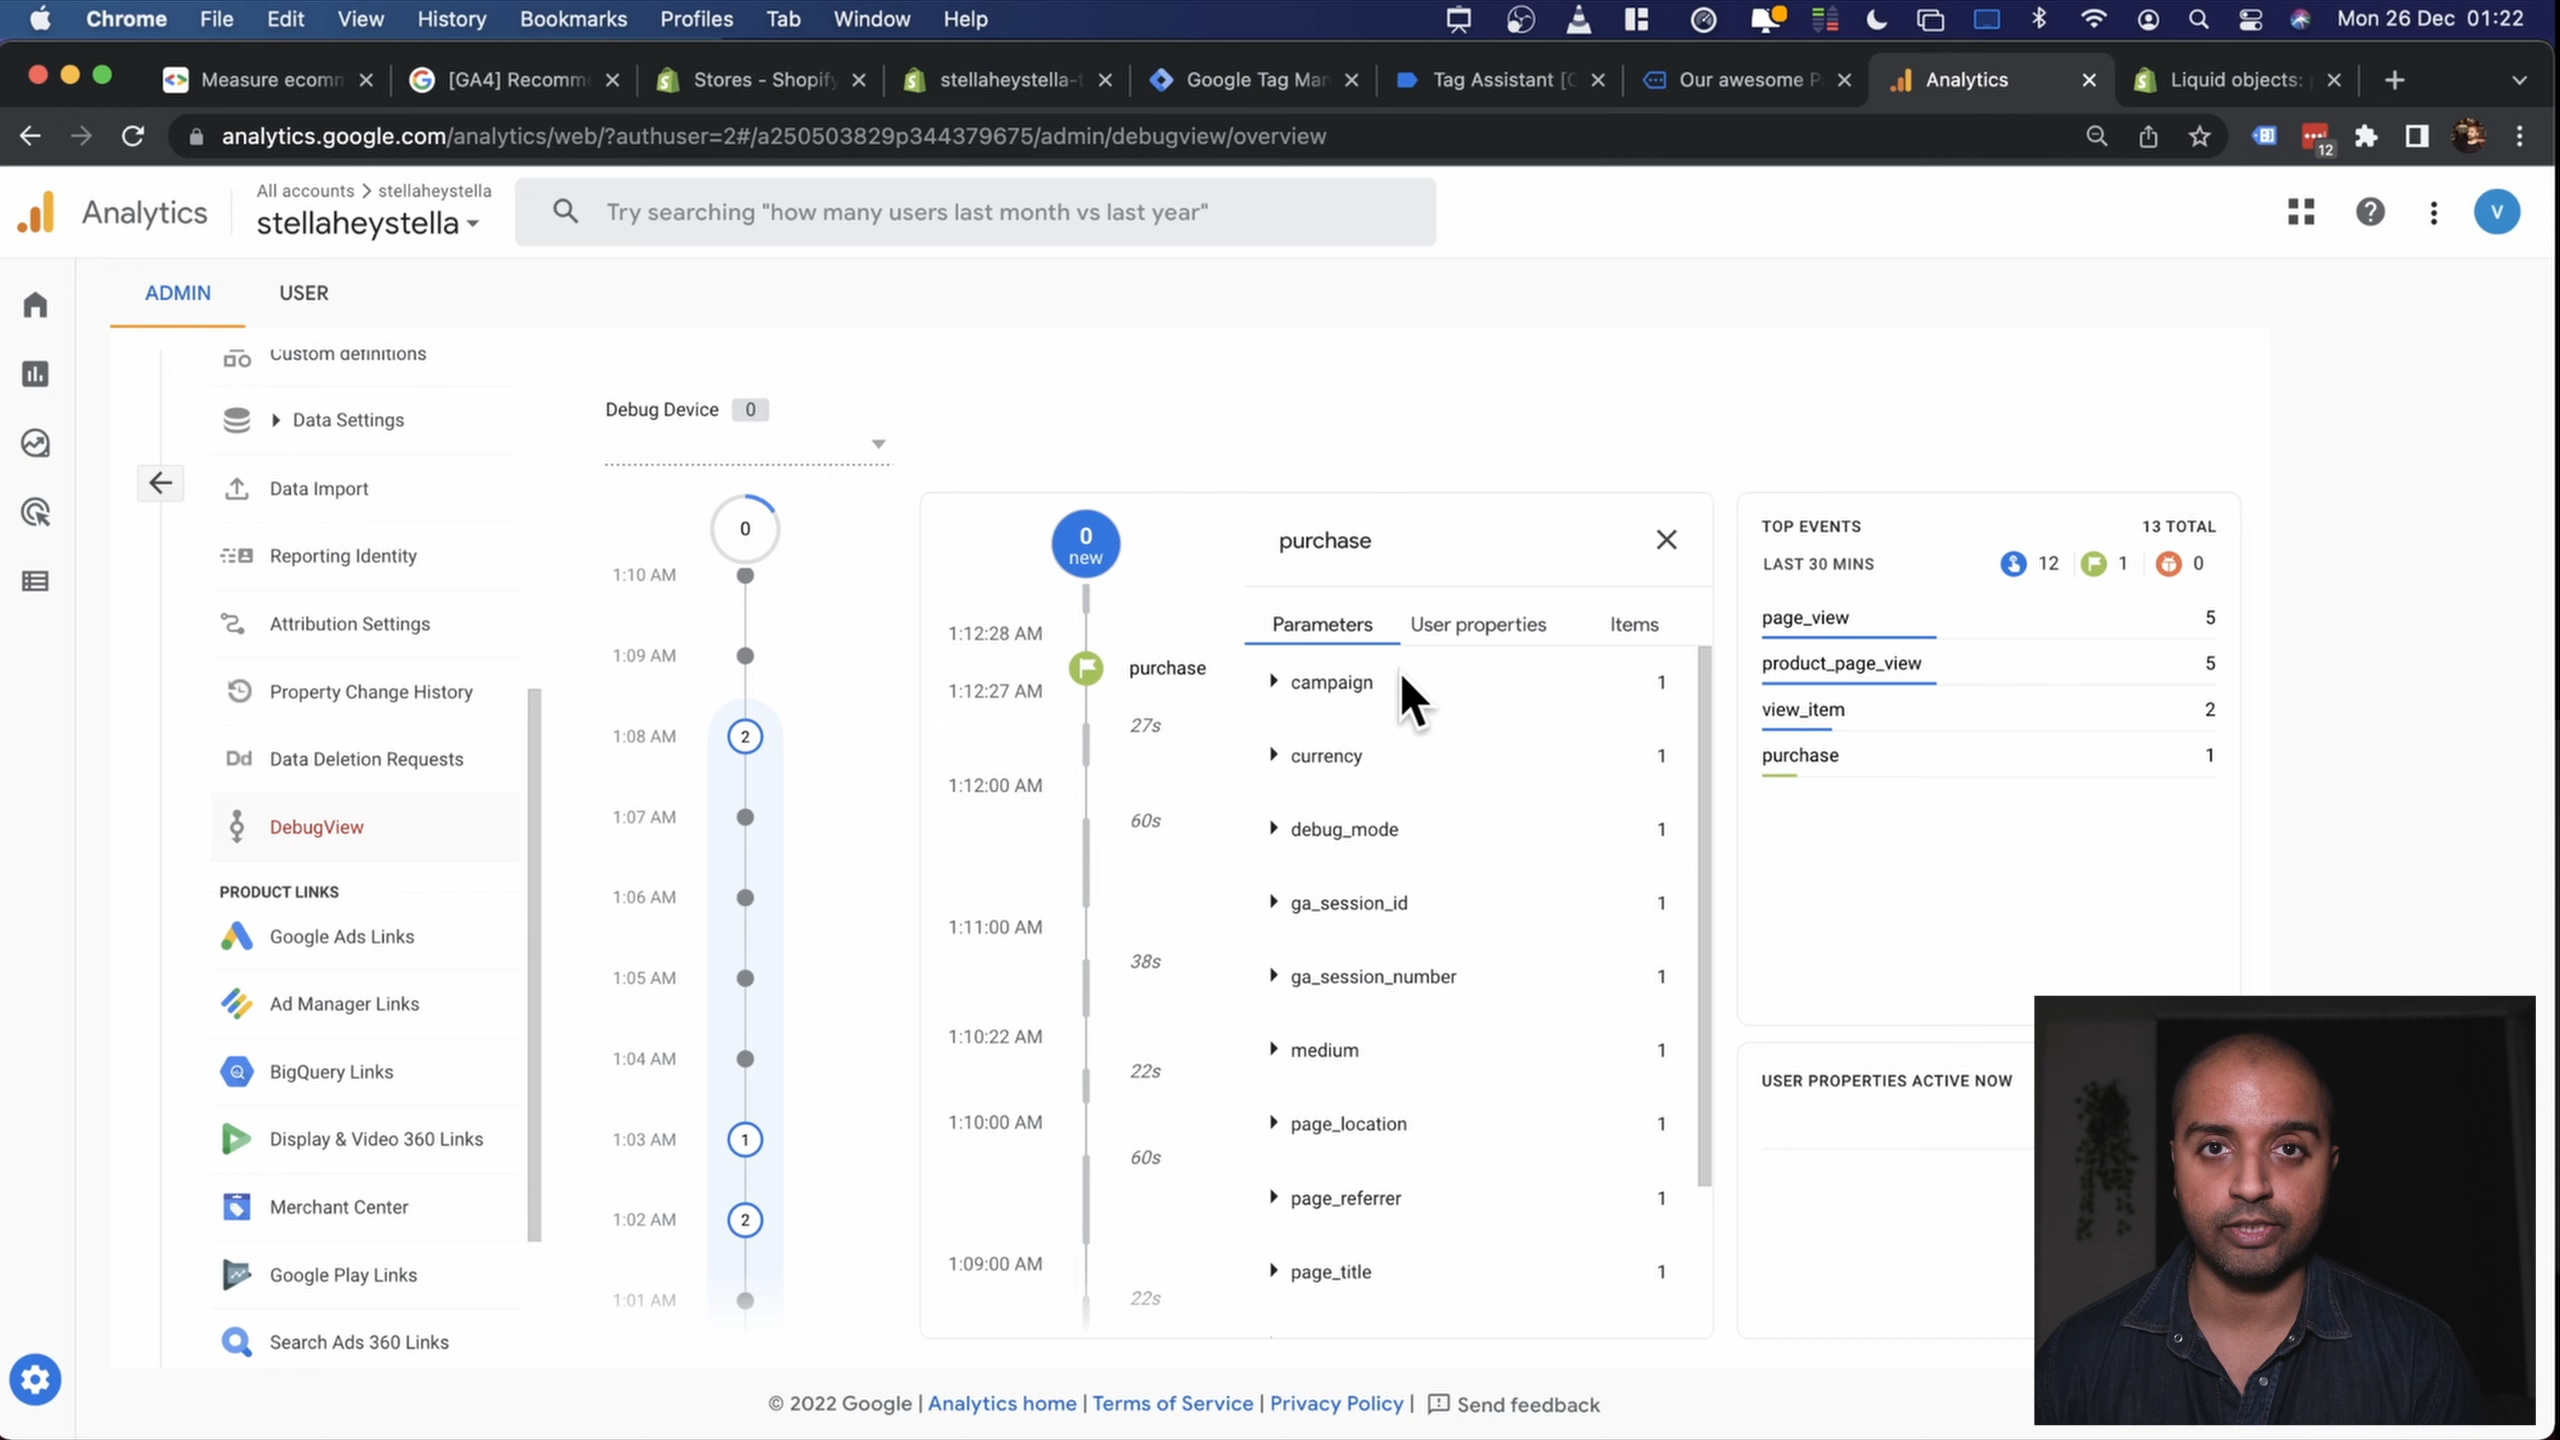 Chrome File Edit View History Bookmarks Profiles Tab Window Help Mon 26 Dec 01:22
Measure ecomm [GA4] Recomme Stores - Shopify stellaheystella-t Google Tag Man Tag Assistant [C Our awesome P Analytics Liquid objects:
analytics.google.com/analytics/web/?authuser=2#/a250503829p344379675/admin/debugview/overview 12
All accounts > stellaheystella
Analytics stellaheystella Try searching "how many users last month vs last year" V
ADMIN USER
Custom definitions
Data Settings
Data Import
Reporting Identity
Attribution Settings
Property Change History
Dd Data Deletion Requests
DebugView
PRODUCT LINKS
Google Ads Links
Ad Manager Links
BigQuery Links
Display & Video 360 Links
Merchant Center
Google Play Links
Search Ads 360 Links
Debug Device 0
0
1:10 AM
1:09 AM
1:08 AM 2
1:07 AM
1:06 AM
1:05 AM
1:04 AM
1:03 AM 1
1:02 AM 2
1:01 AM
0
new
1:12:28 AM
purchase
1:12:27 AM
27s
1:12:00 AM
60s
1:11:00 AM
38s
1:10:22 AM
22s
1:10:00 AM
60s
1:09:00 AM
22s
purchase
Parameters User properties Items
campaign 1
currency 1
debug_mode 1
ga_session_id 1
ga_session_number 1
medium 1
page_location 1
page_referrer 1
page_title 1
TOP EVENTS 13 TOTAL
LAST 30 MINS 12 1 0
page_view 5
product_page_view 5
view_item 2
purchase 1
USER PROPERTIES ACTIVE NOW
© 2022 Google | Analytics home | Terms of Service | Privacy Policy | Send feedback